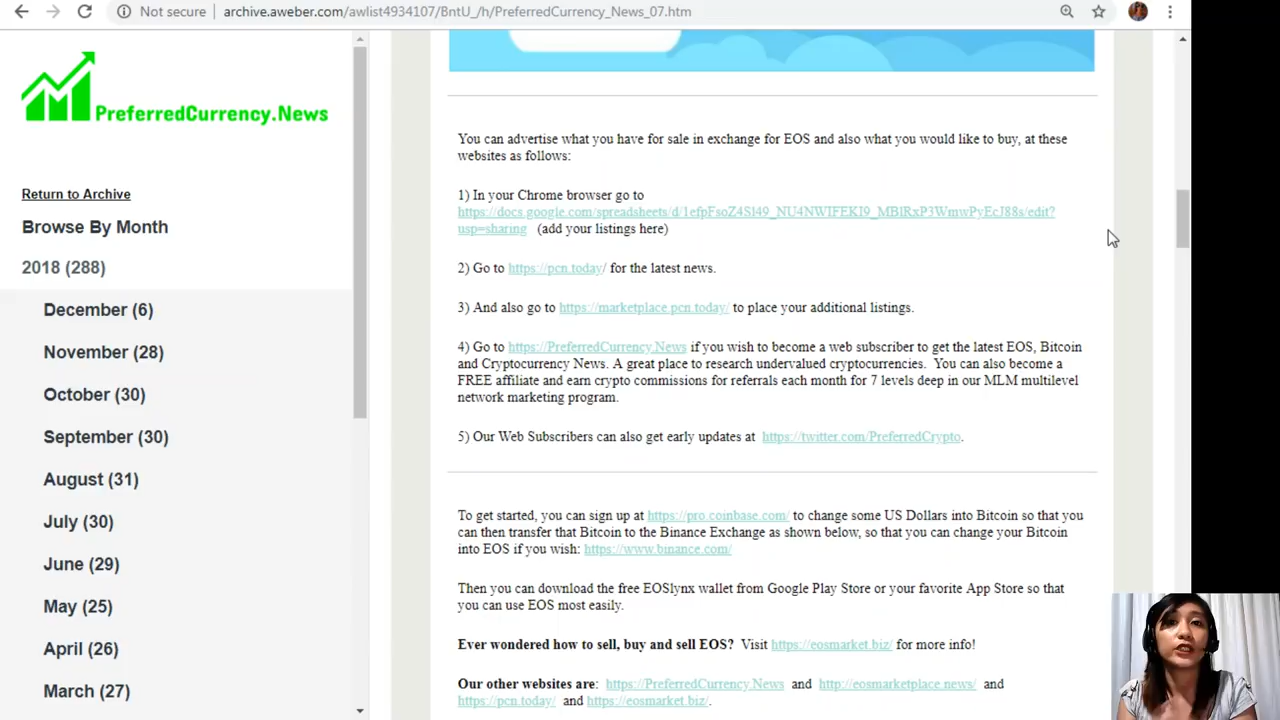 Not secure | archive.aweber.com/awlist4934107/BntU_/h/PreferredCurrency_News_07.htm
PreferredCurrency.News
Return to Archive
Browse By Month
2018 (288)
December (6)
November (28)
October (30)
September (30)
August (31)
July (30)
June (29)
May (25)
April (26)
March (27)
You can advertise what you have for sale in exchange for EOS and also what you would like to buy, at these
websites as follows:
1) In your Chrome browser go to
https://docs.google.com/spreadsheets/d/1efpFsoZ4Sl49_NU4NWIFEKI9_MBlRxP3WmwPyEcJ88s/edit?
usp=sharing (add your listings here)
2) Go to https://pcn.today/ for the latest news.
3) And also go to https://marketplace.pcn.today/ to place your additional listings.
4) Go to https://PreferredCurrency.News if you wish to become a web subscriber to get the latest EOS, Bitcoin
and Cryptocurrency News. A great place to research undervalued cryptocurrencies. You can also become a
FREE affiliate and earn crypto commissions for referrals each month for 7 levels deep in our MLM multilevel
network marketing program.
5) Our Web Subscribers can also get early updates at https://twitter.com/PreferredCrypto.
To get started, you can sign up at https://pro.coinbase.com/ to change some US Dollars into Bitcoin so that you
can then transfer that Bitcoin to the Binance Exchange as shown below, so that you can change your Bitcoin
into EOS if you wish: https://www.binance.com/
Then you can download the free EOSlynx wallet from Google Play Store or your favorite App Store so that
you can use EOS most easily.
Ever wondered how to sell, buy and sell EOS? Visit https://eosmarket.biz/ for more info!
Our other websites are: https://PreferredCurrency.News and http://eosmarketplace.news/ and
https://pcn.today/ and https://eosmarket.biz/.